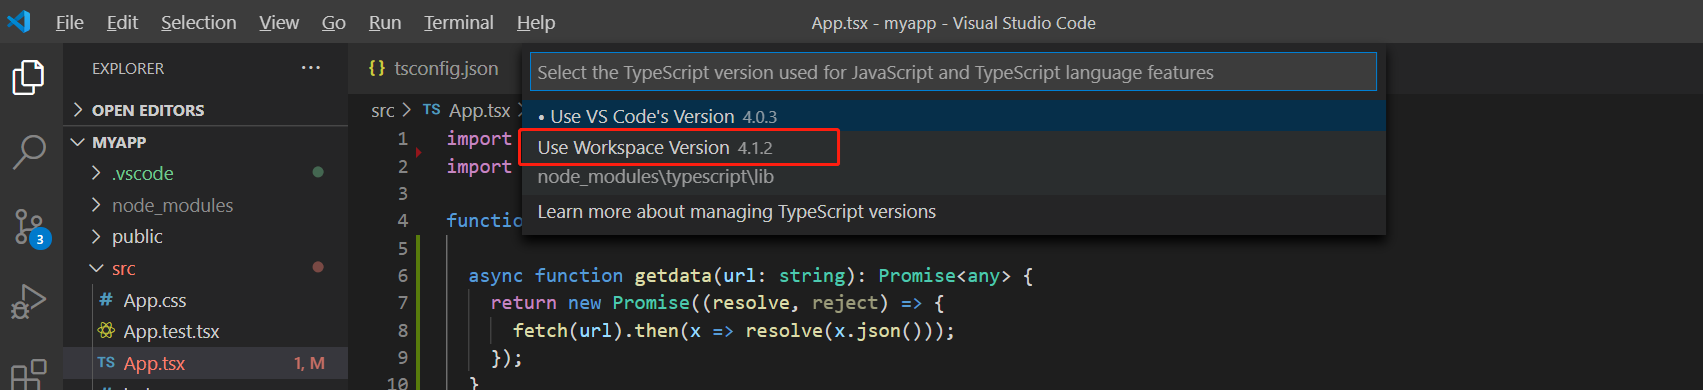 File Edit Selection View Go Run Terminal Help App.tsx - myapp - Visual Studio Code
EXPLORER ...
{} tsconfig.json
Select the TypeScript version used for JavaScript and TypeScript language features
• Use VS Code's Version 4.0.3
Use Workspace Version 4.1.2
node_modules\typescript\lib
Learn more about managing TypeScript versions
OPEN EDITORS
MYAPP
.vscode
node_modules
public
src
# App.css
App.test.tsx
TS App.tsx 1, M
3
src > TS App.tsx >
1 import
2 import
3
4 functio
5
6 async function getdata(url: string): Promise<any> {
7 return new Promise((resolve, reject) => {
8 fetch(url).then(x => resolve(x.json()));
9 });
10 }